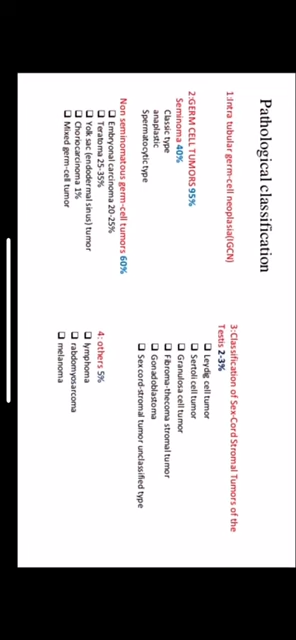 Pathological classification
1:Intra tubular germ-cell neoplasia(IGCN)
2:GERM CELL TUMORS 95%
Seminoma 40%
Classic type
anaplastic
Spermatocytic type
Non seminomatous germ-cell tumors 60%
❑ Embryonal carcinoma 20-25%
❑ Teratoma 25-35%
❑ Yolk sac (endodermal sinus) tumor
❑ Choriocarcinoma 1%
❑ Mixed germ-cel tumor
3:Classification of Sex-Cord Stromal Tumors of the
Testis 2-3%
❑ Leydig cell tumor
❑ Sertoli cell tumor
❑ Granulosa cell tumor
❑ Fibroma-thecoma stromal tumor
❑ Gonadoblastoma
❑ Sex cord-stromal tumor unclassified type
4: others 5%
❑ lymphoma
❑ rabdomyosarcoma
❑ melanoma